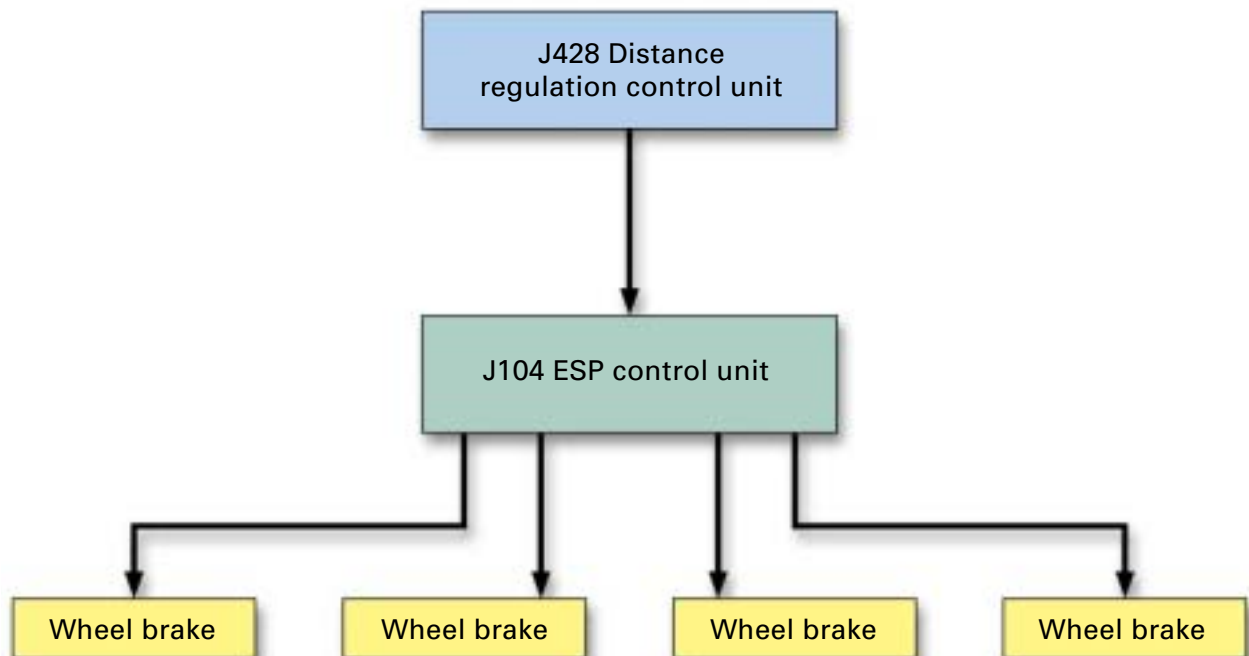 J428 Distance
regulation control unit
J104 ESP control unit
Wheel brake
Wheel brake
Wheel brake
Wheel brake